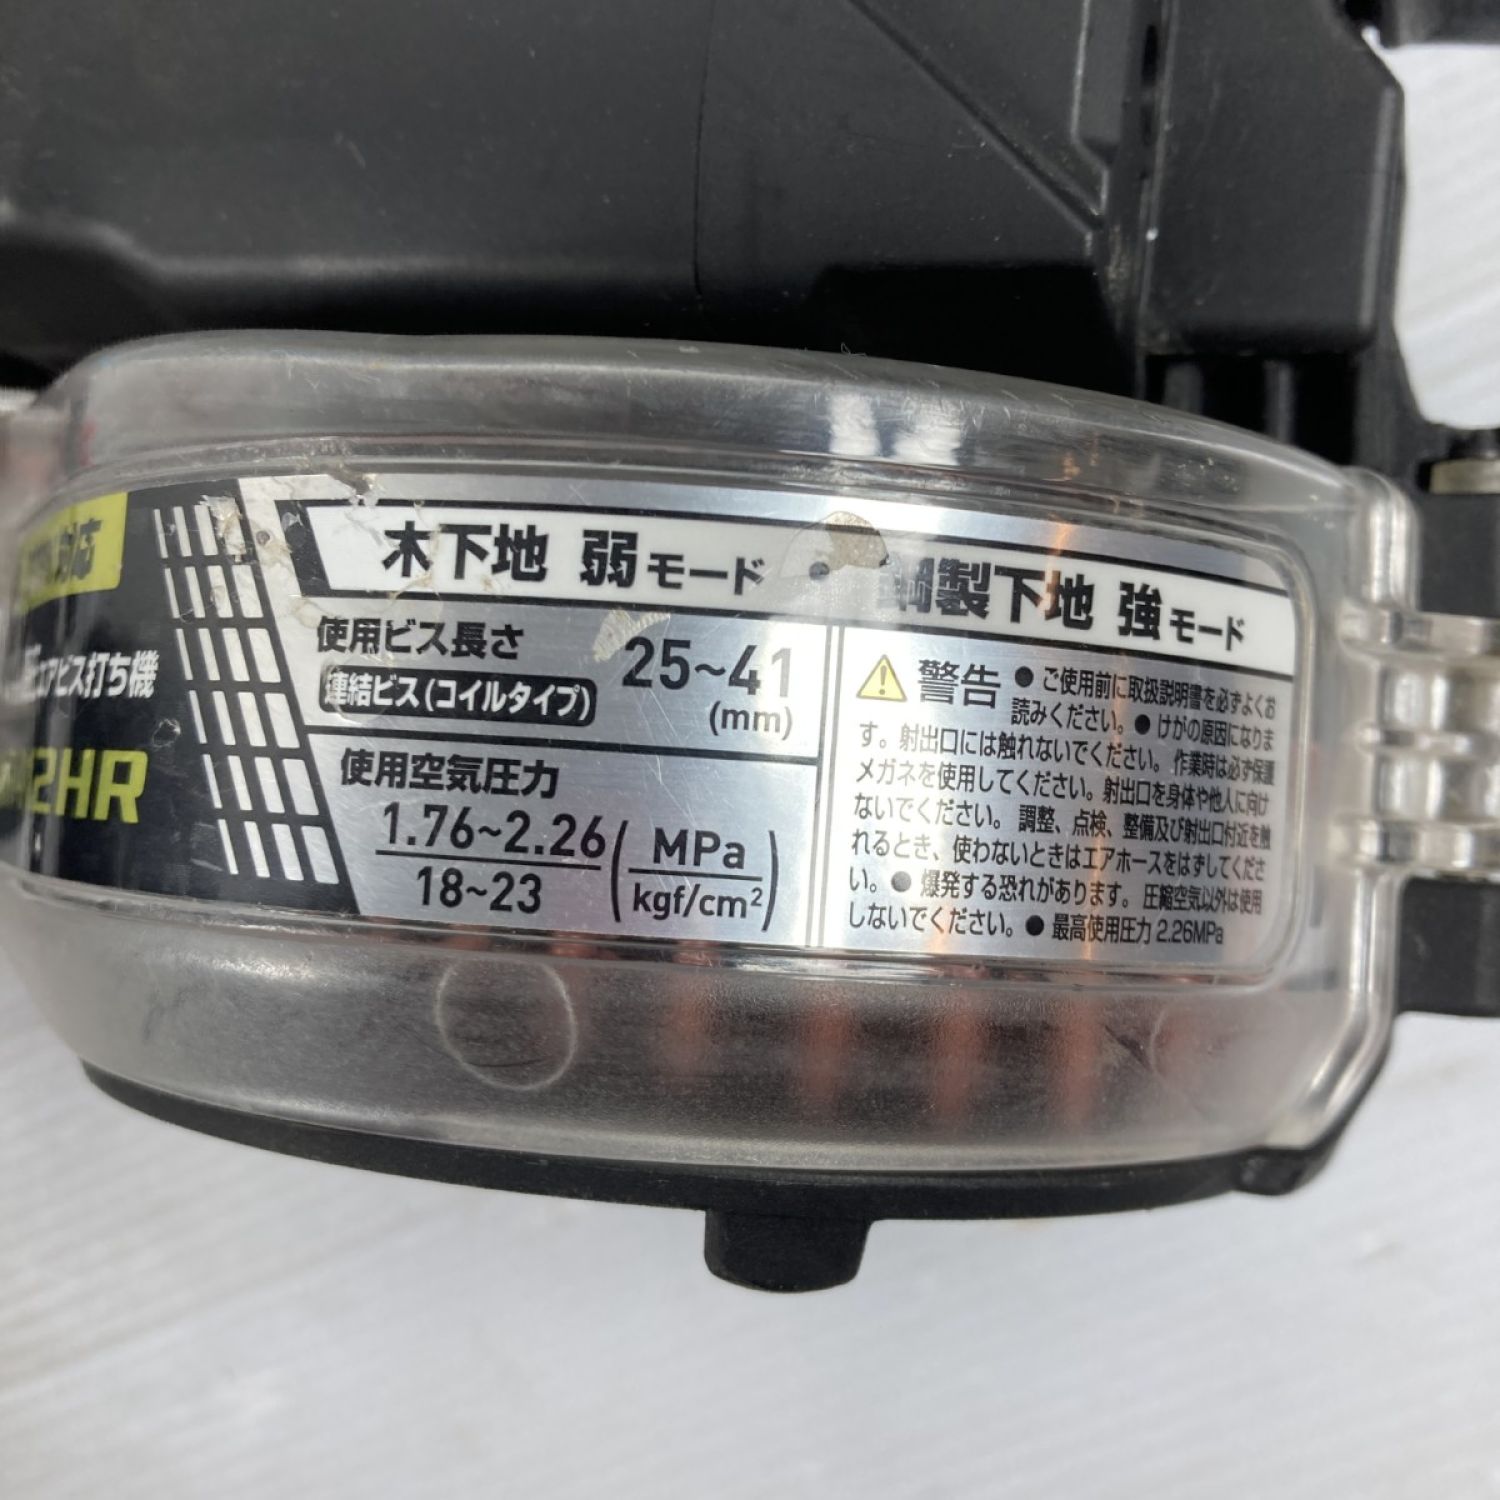 対応
エアビス打ち機
2HR
木下地 弱モード ● 鋼製下地 強モード
使用ビス長さ
連結ビス(コイルタイプ)
25~41
(mm)
使用空気圧力
1.76~2.26
18~23
(MPa
kgf/cm²)
警告 ●ご使用前に取扱説明書を必ずよくお
読みください。●けがの原因になりま
す。射出口には触れないでください。作業時は必ず保護
メガネを使用してください。射出口を身体や他人に向け
ないでください。調整、点検、整備及び射出口付近を触
れるとき、使わないときはエアホースをはずしてくださ
い。●爆発する恐れがあります。圧縮空気以外は使用
しないでください。●最高使用圧力 2.26MPa